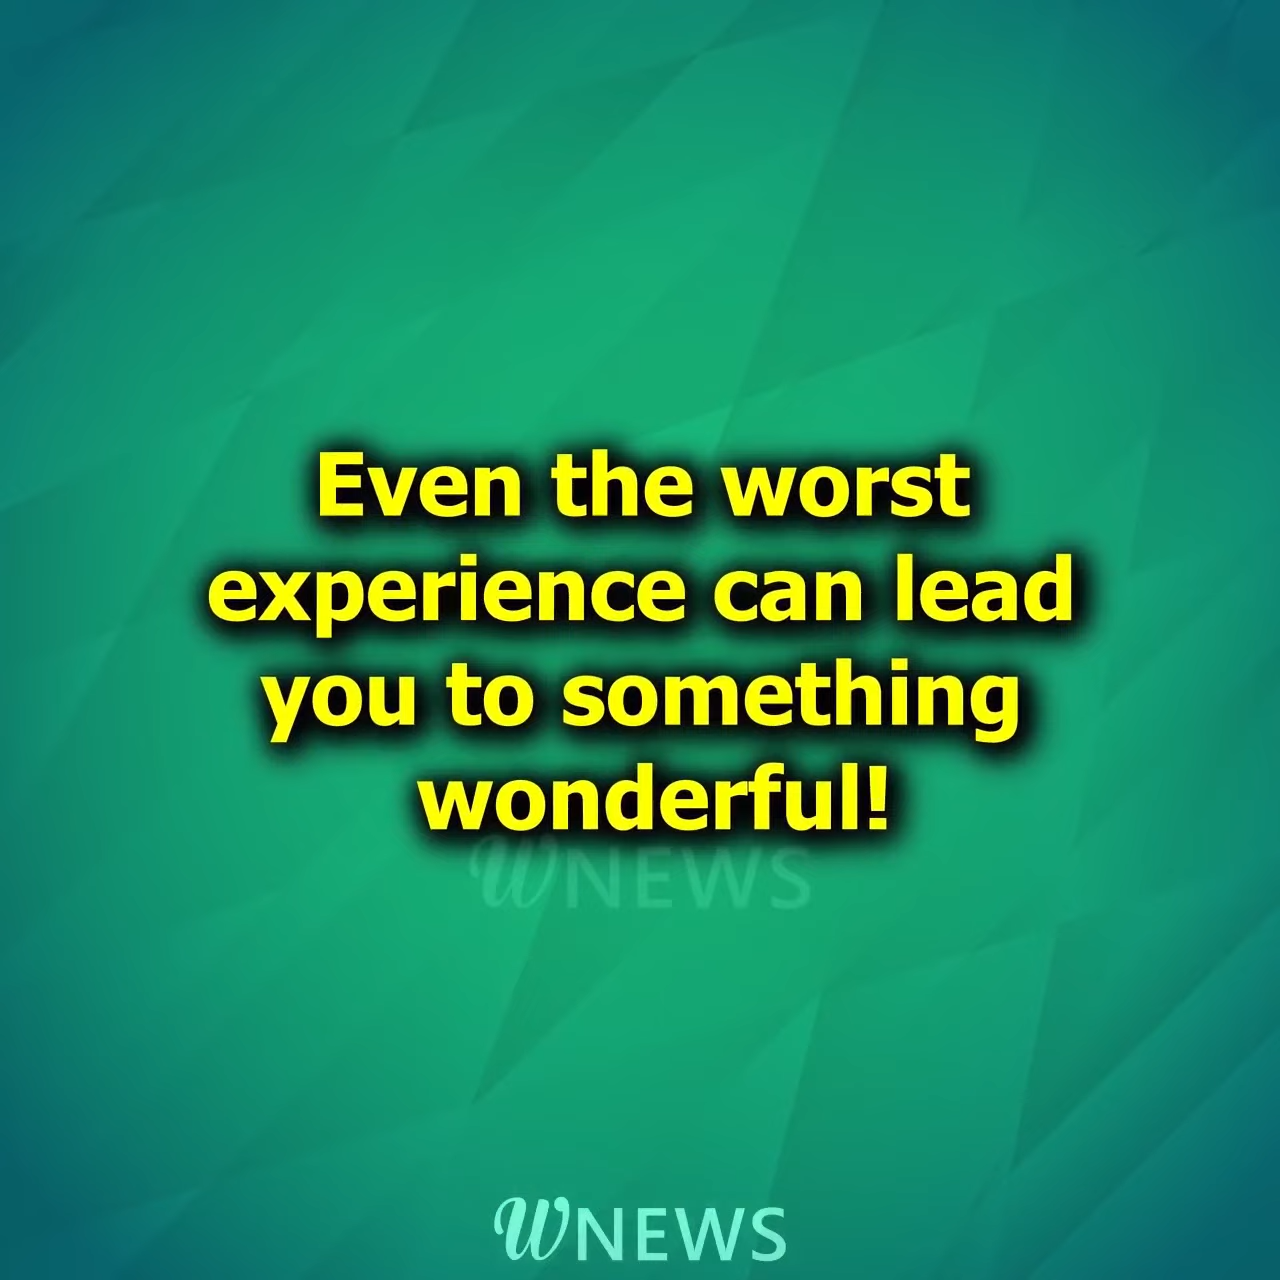 Even the worst
experience can lead
you to something
wonderful!
WNEWS
WNEWS